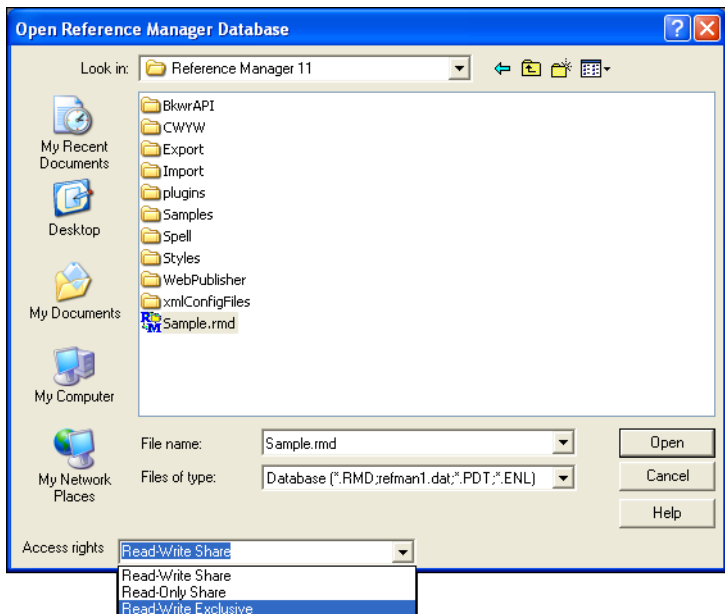 Open Reference Manager Database
Look in: Reference Manager 11
My Recent
Documents
Desktop
My Documents
My Computer
My Network
Places
BkwrAPI
CWYW
Export
Import
plugins
Samples
Spell
Styles
WebPublisher
xmlConfigFiles
Sample.rmd
File name: Sample.rmd Open
Files of type: Database (*.RMD;refman1.dat;*.PDT;*.ENL) Cancel
Help
Access rights Read-Write Share
Read-Write Share
Read-Only Share
Read-Write Exclusive